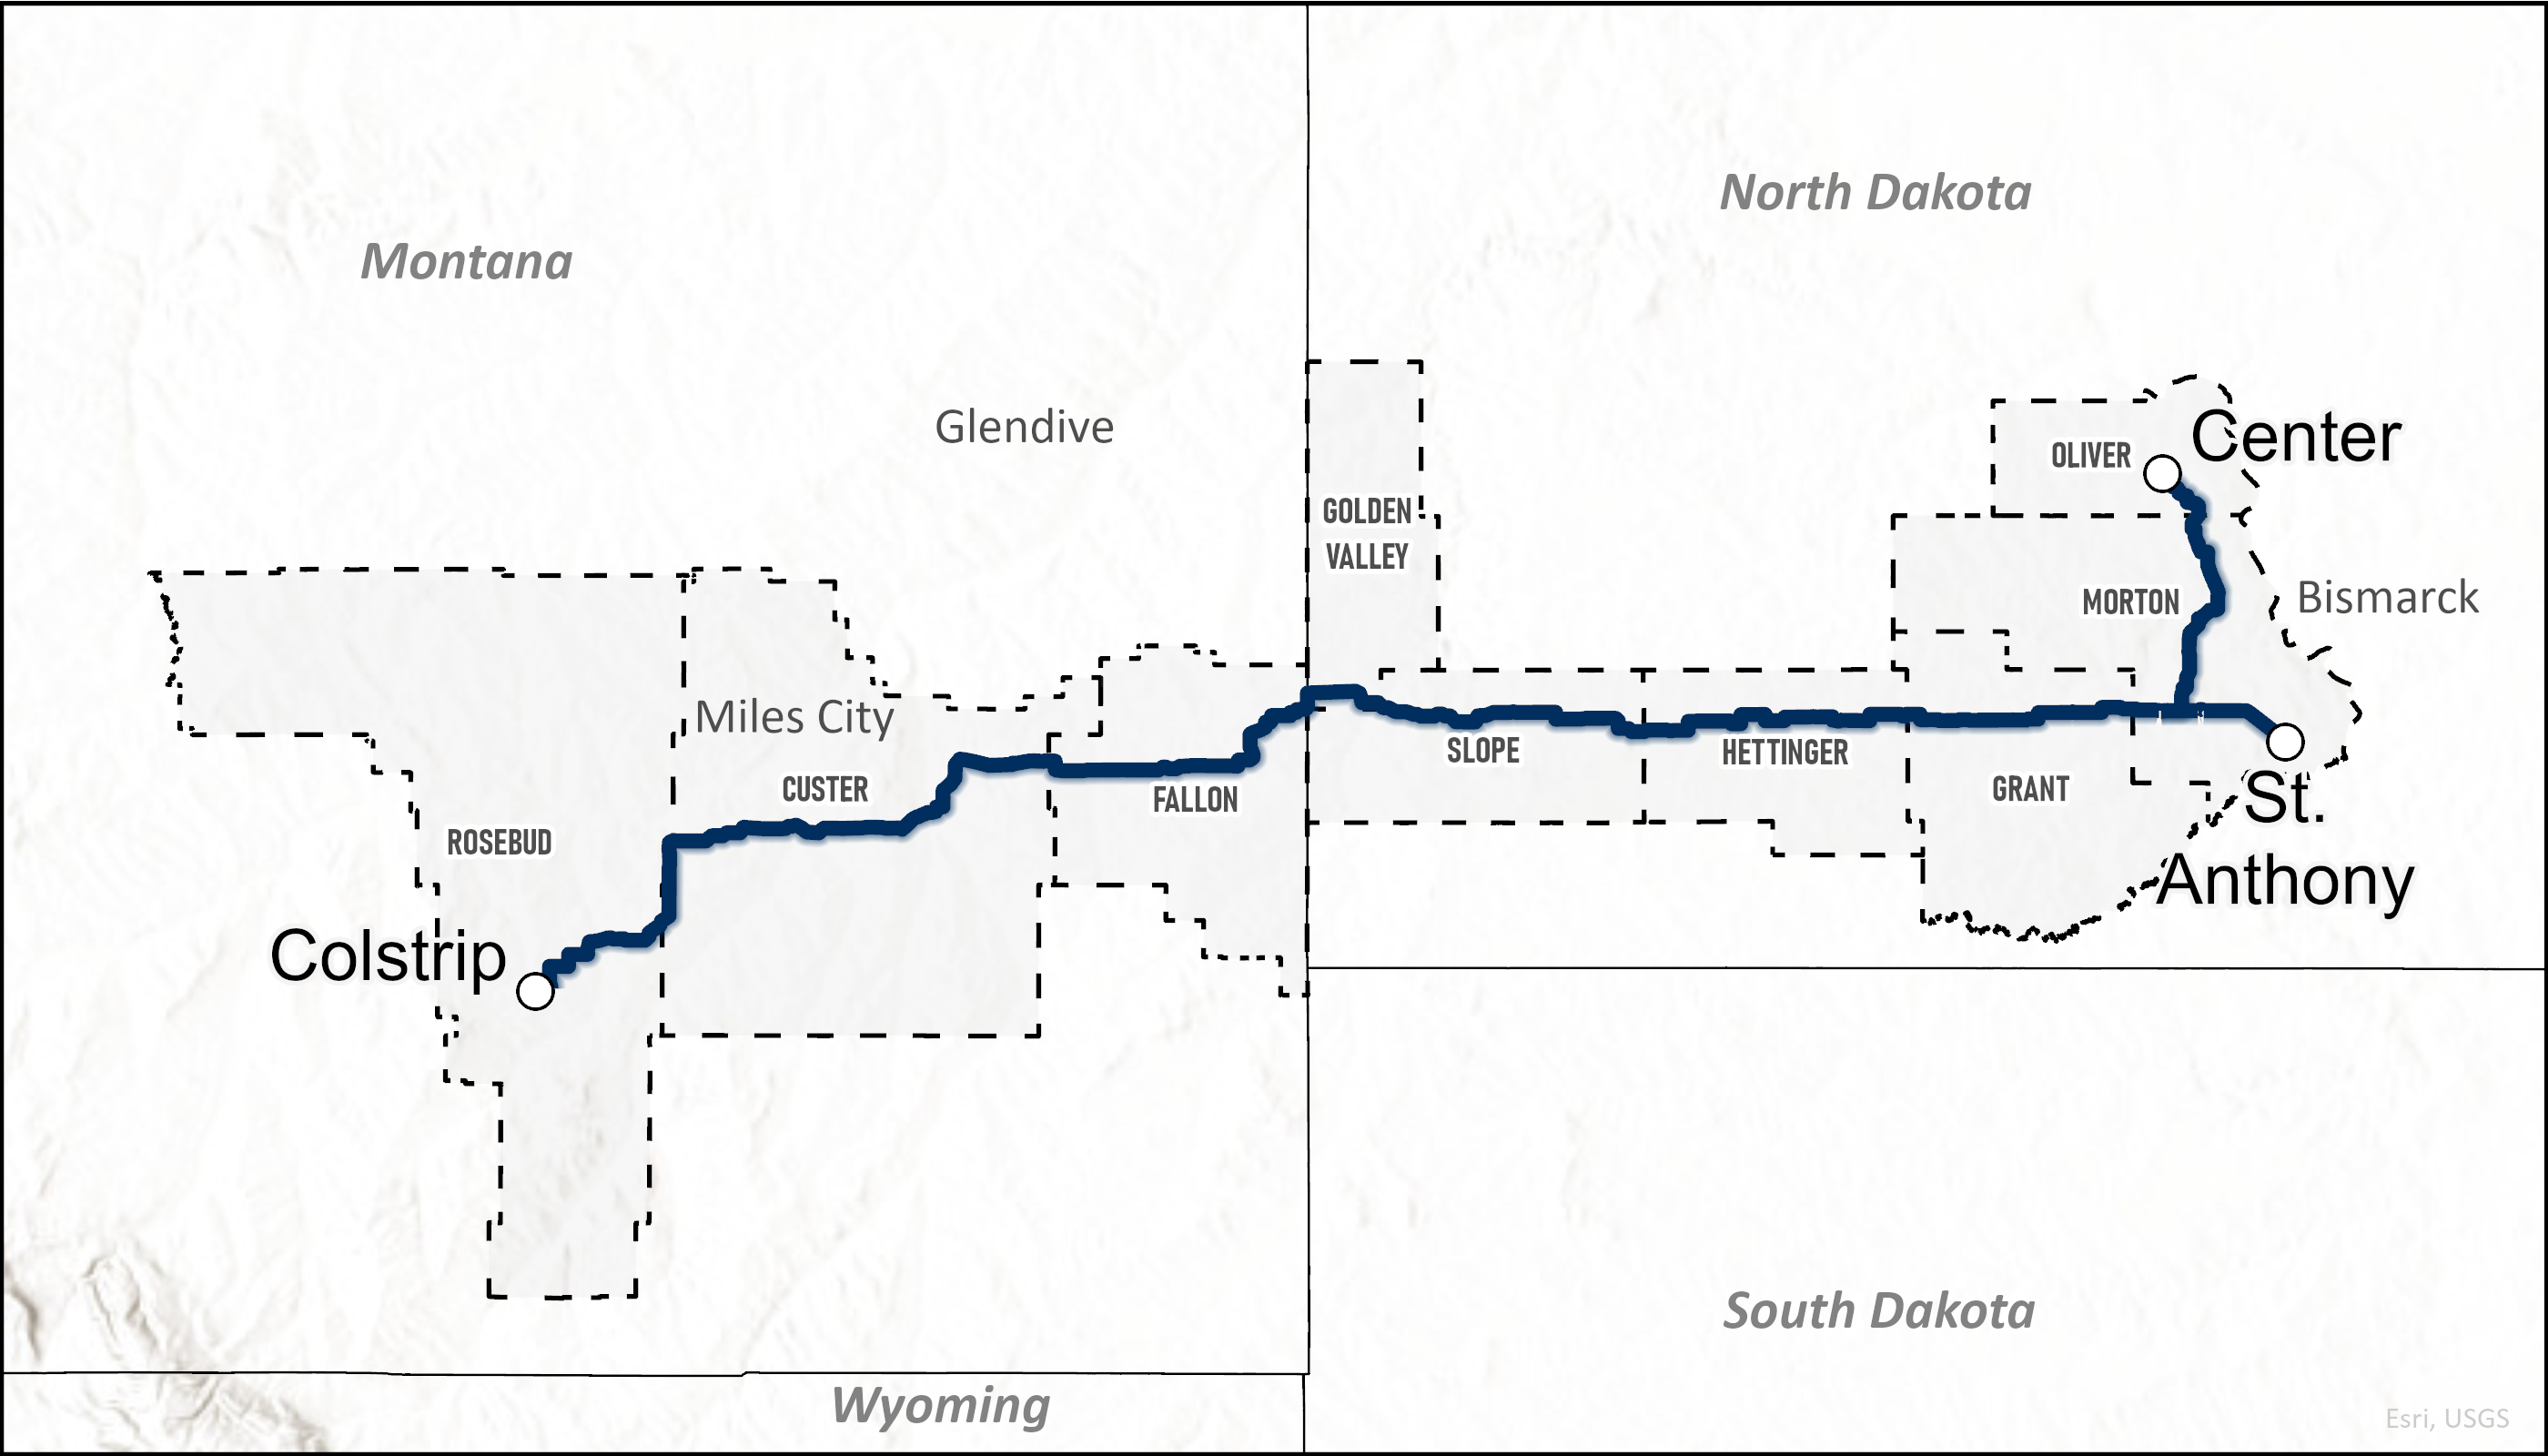 North Dakota
Montana
Glendive
Center
OLIVER
GOLDEN
VALLEY
Bismarck
MORTON
Miles City
SLOPE
HETTINGER
CUSTER
FALLON
GRANT
St.
Anthony
ROSEBUD
Colstrip
South Dakota
Wyoming
Esri, USGS